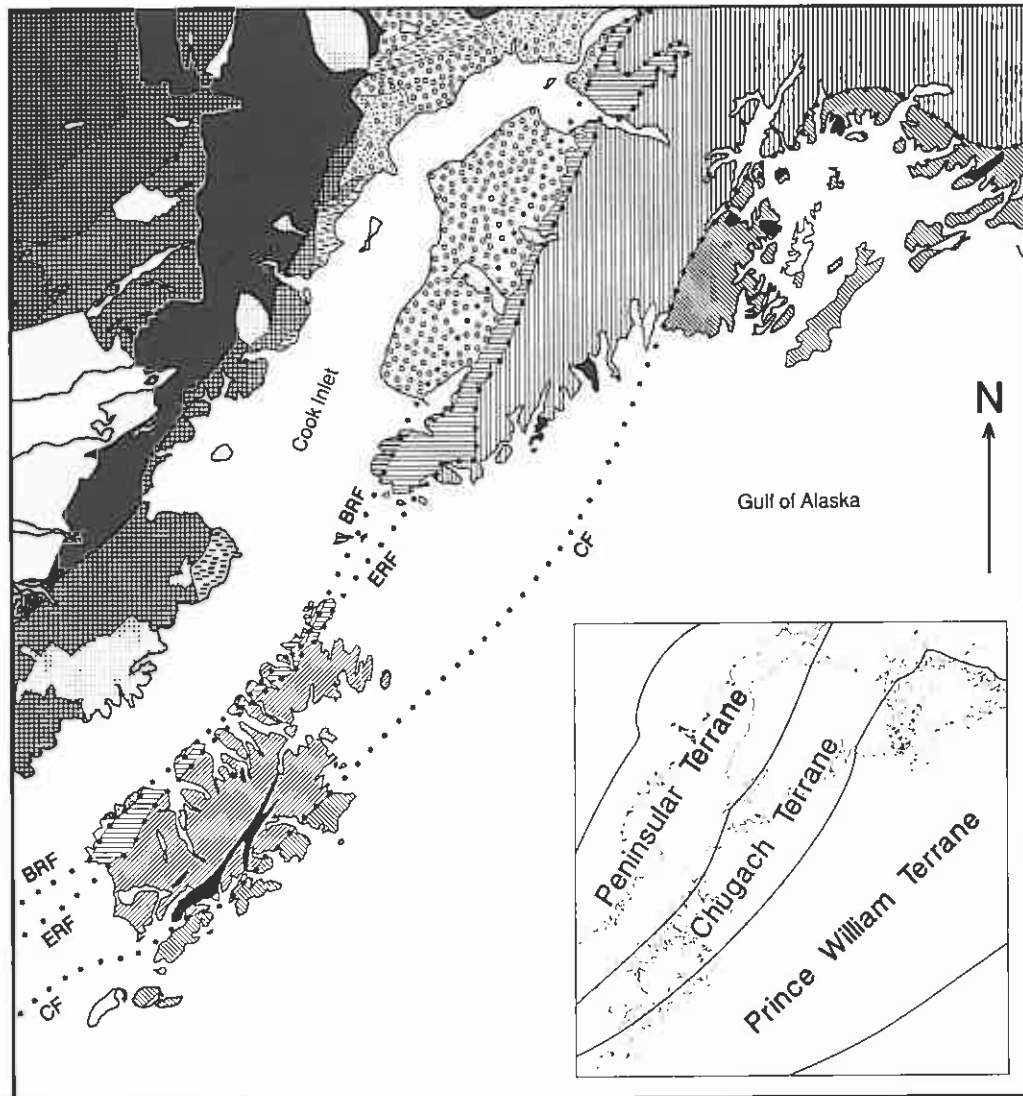 Cook Inlet
N
Gulf of Alaska
BRF
ERF
CF
BRF
ERF
CF
Peninsular Terrane
Chugach Terrane
Prince William Terrane